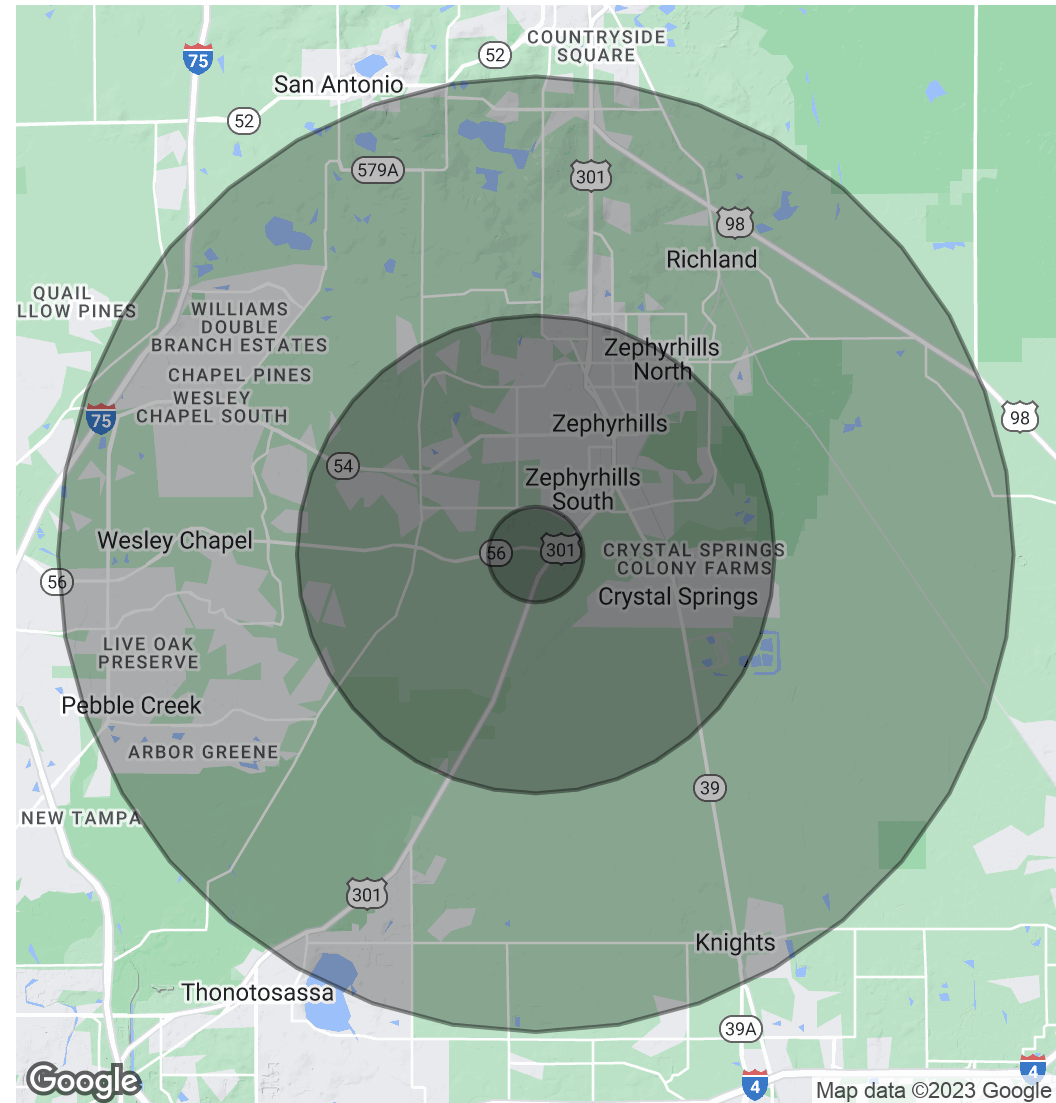 COUNTRYSIDE
SQUARE
52
75
San Antonio
52
579A
301
98
Richland
QUAIL
LLOW PINES
WILLIAMS
DOUBLE
BRANCH ESTATES
Zephyrhills
North
CHAPEL PINES
WESLEY
CHAPEL SOUTH
75
98
Zephyrhills
54
Zephyrhills
South
Wesley Chapel
56
301
CRYSTAL SPRINGS
COLONY FARMS
56
Crystal Springs
LIVE OAK
PRESERVE
Pebble Creek
ARBOR GREENE
39
NEW TAMPA
301
Knights
Thonotosassa
39A
Google
4
4
Map data ©2023 Google